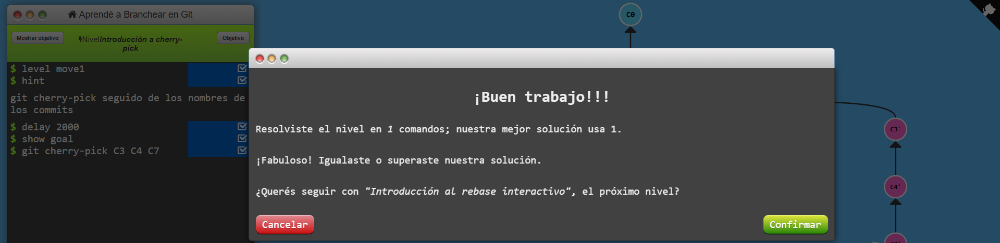 Aprendé a Branchear en Git
Mostrar objetivo
NivelIntroducción a cherry-
pick
Objetivo
$ level move1
$ hint
git cherry-pick seguido de los nombres de
los commits
$ delay 2000
$ show goal
$ git cherry-pick C3 C4 C7
C0
¡Buen trabajo!!!
Resolviste el nivel en 1 comandos; nuestra mejor solución usa 1.
¡Fabuloso! Igualaste o superaste nuestra solución.
¿Querés seguir con "Introducción al rebase interactivo", el próximo nivel?
Cancelar
Confirmar
C3'
C4'